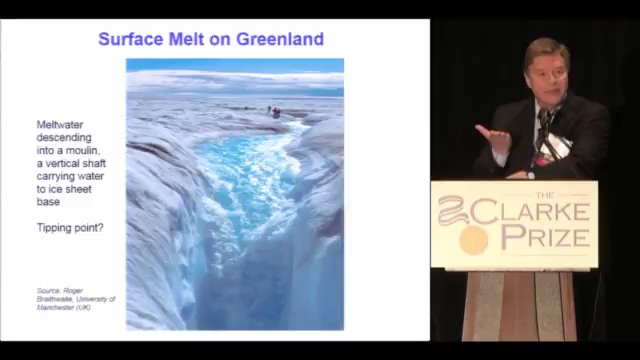 Surface Melt on Greenland
Meltwater
descending
into a moulin,
a vertical shaft
carrying water
to ice sheet
base
Tipping point?
Source: Roger
Braithwaite, University of
Manchester (UK)
THE
CLARKE
PRIZE